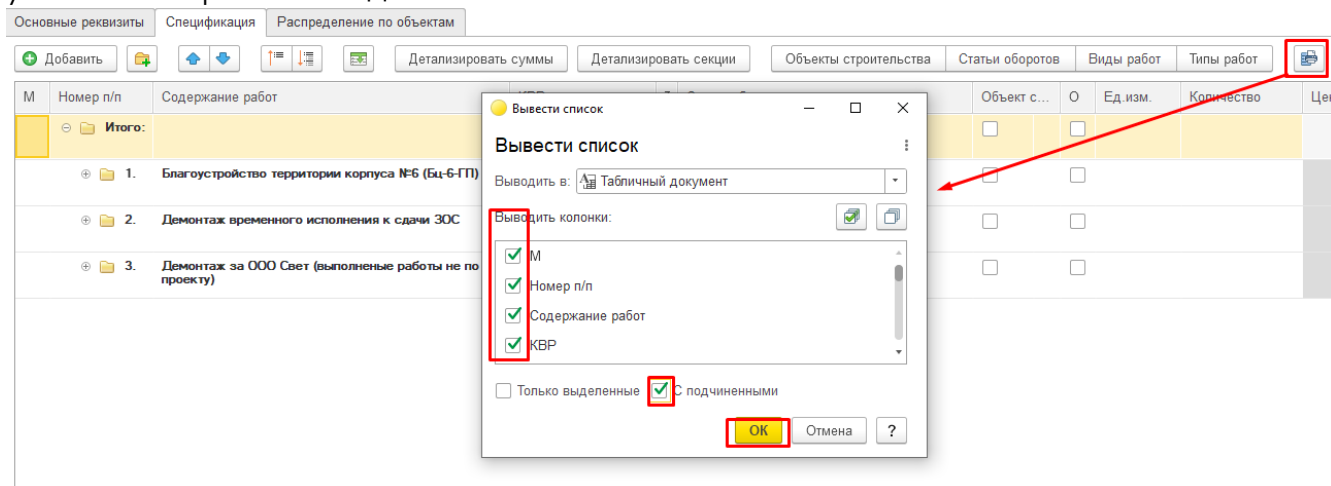 Основные реквизиты Спецификация Распределение по объектам
Добавить Детализировать суммы Детализировать секции Объекты строительства Статьи оборотов Виды работ Типы работ
М Номер п/п Содержание работ Объект с... О Ед.изм. Количество
Итого:
1. Благоустройство территории корпуса №6 (Бц-6-ГП)
2. Демонтаж временного исполнения к сдачи ЗОС
3. Демонтаж за ООО Свет (выполненые работы не по
проекту)
Вывести список
Вывести список
Выводить в: Табличный документ
Выводить колонки:
М
Номер п/п
Содержание работ
КВР
Только выделенные С подчиненными
ОК Отмена ?